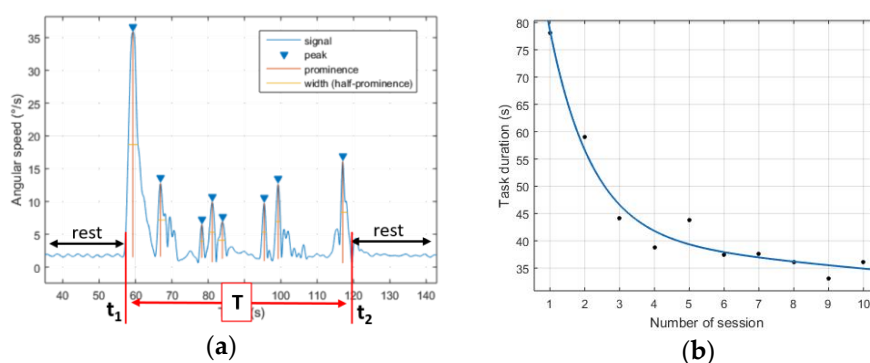 35
30
25
20
15
10
5
0
Angular speed (°/s)
signal
peak
prominence
width (half-prominence)
rest
rest
40
60
70
80
90
100
110
120
130
140
t1
T
(s)
t2
(a)
80
75
70
65
60
55
50
45
40
35
Task duration (s)
1
2
3
4
5
6
7
8
9
10
Number of session
(b)